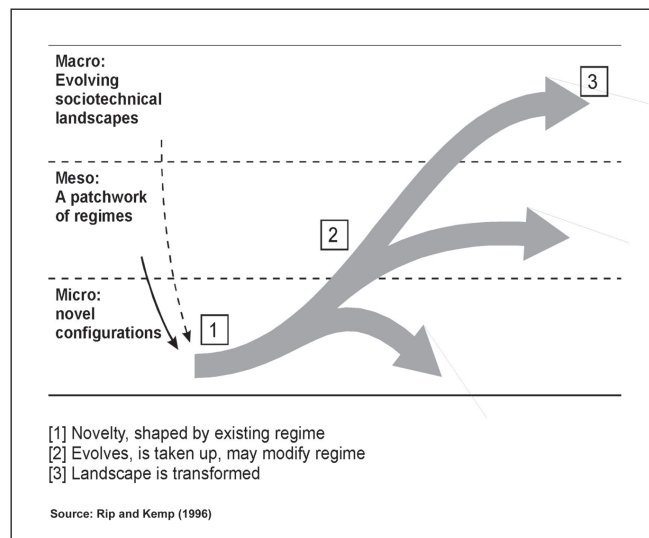 Macro:
Evolving
sociotechnical
landscapes
3
Meso:
A patchwork
of regimes
2
Micro:
novel
configurations
1
[1] Novelty, shaped by existing regime
[2] Evolves, is taken up, may modify regime
[3] Landscape is transformed
Source: Rip and Kemp (1996)